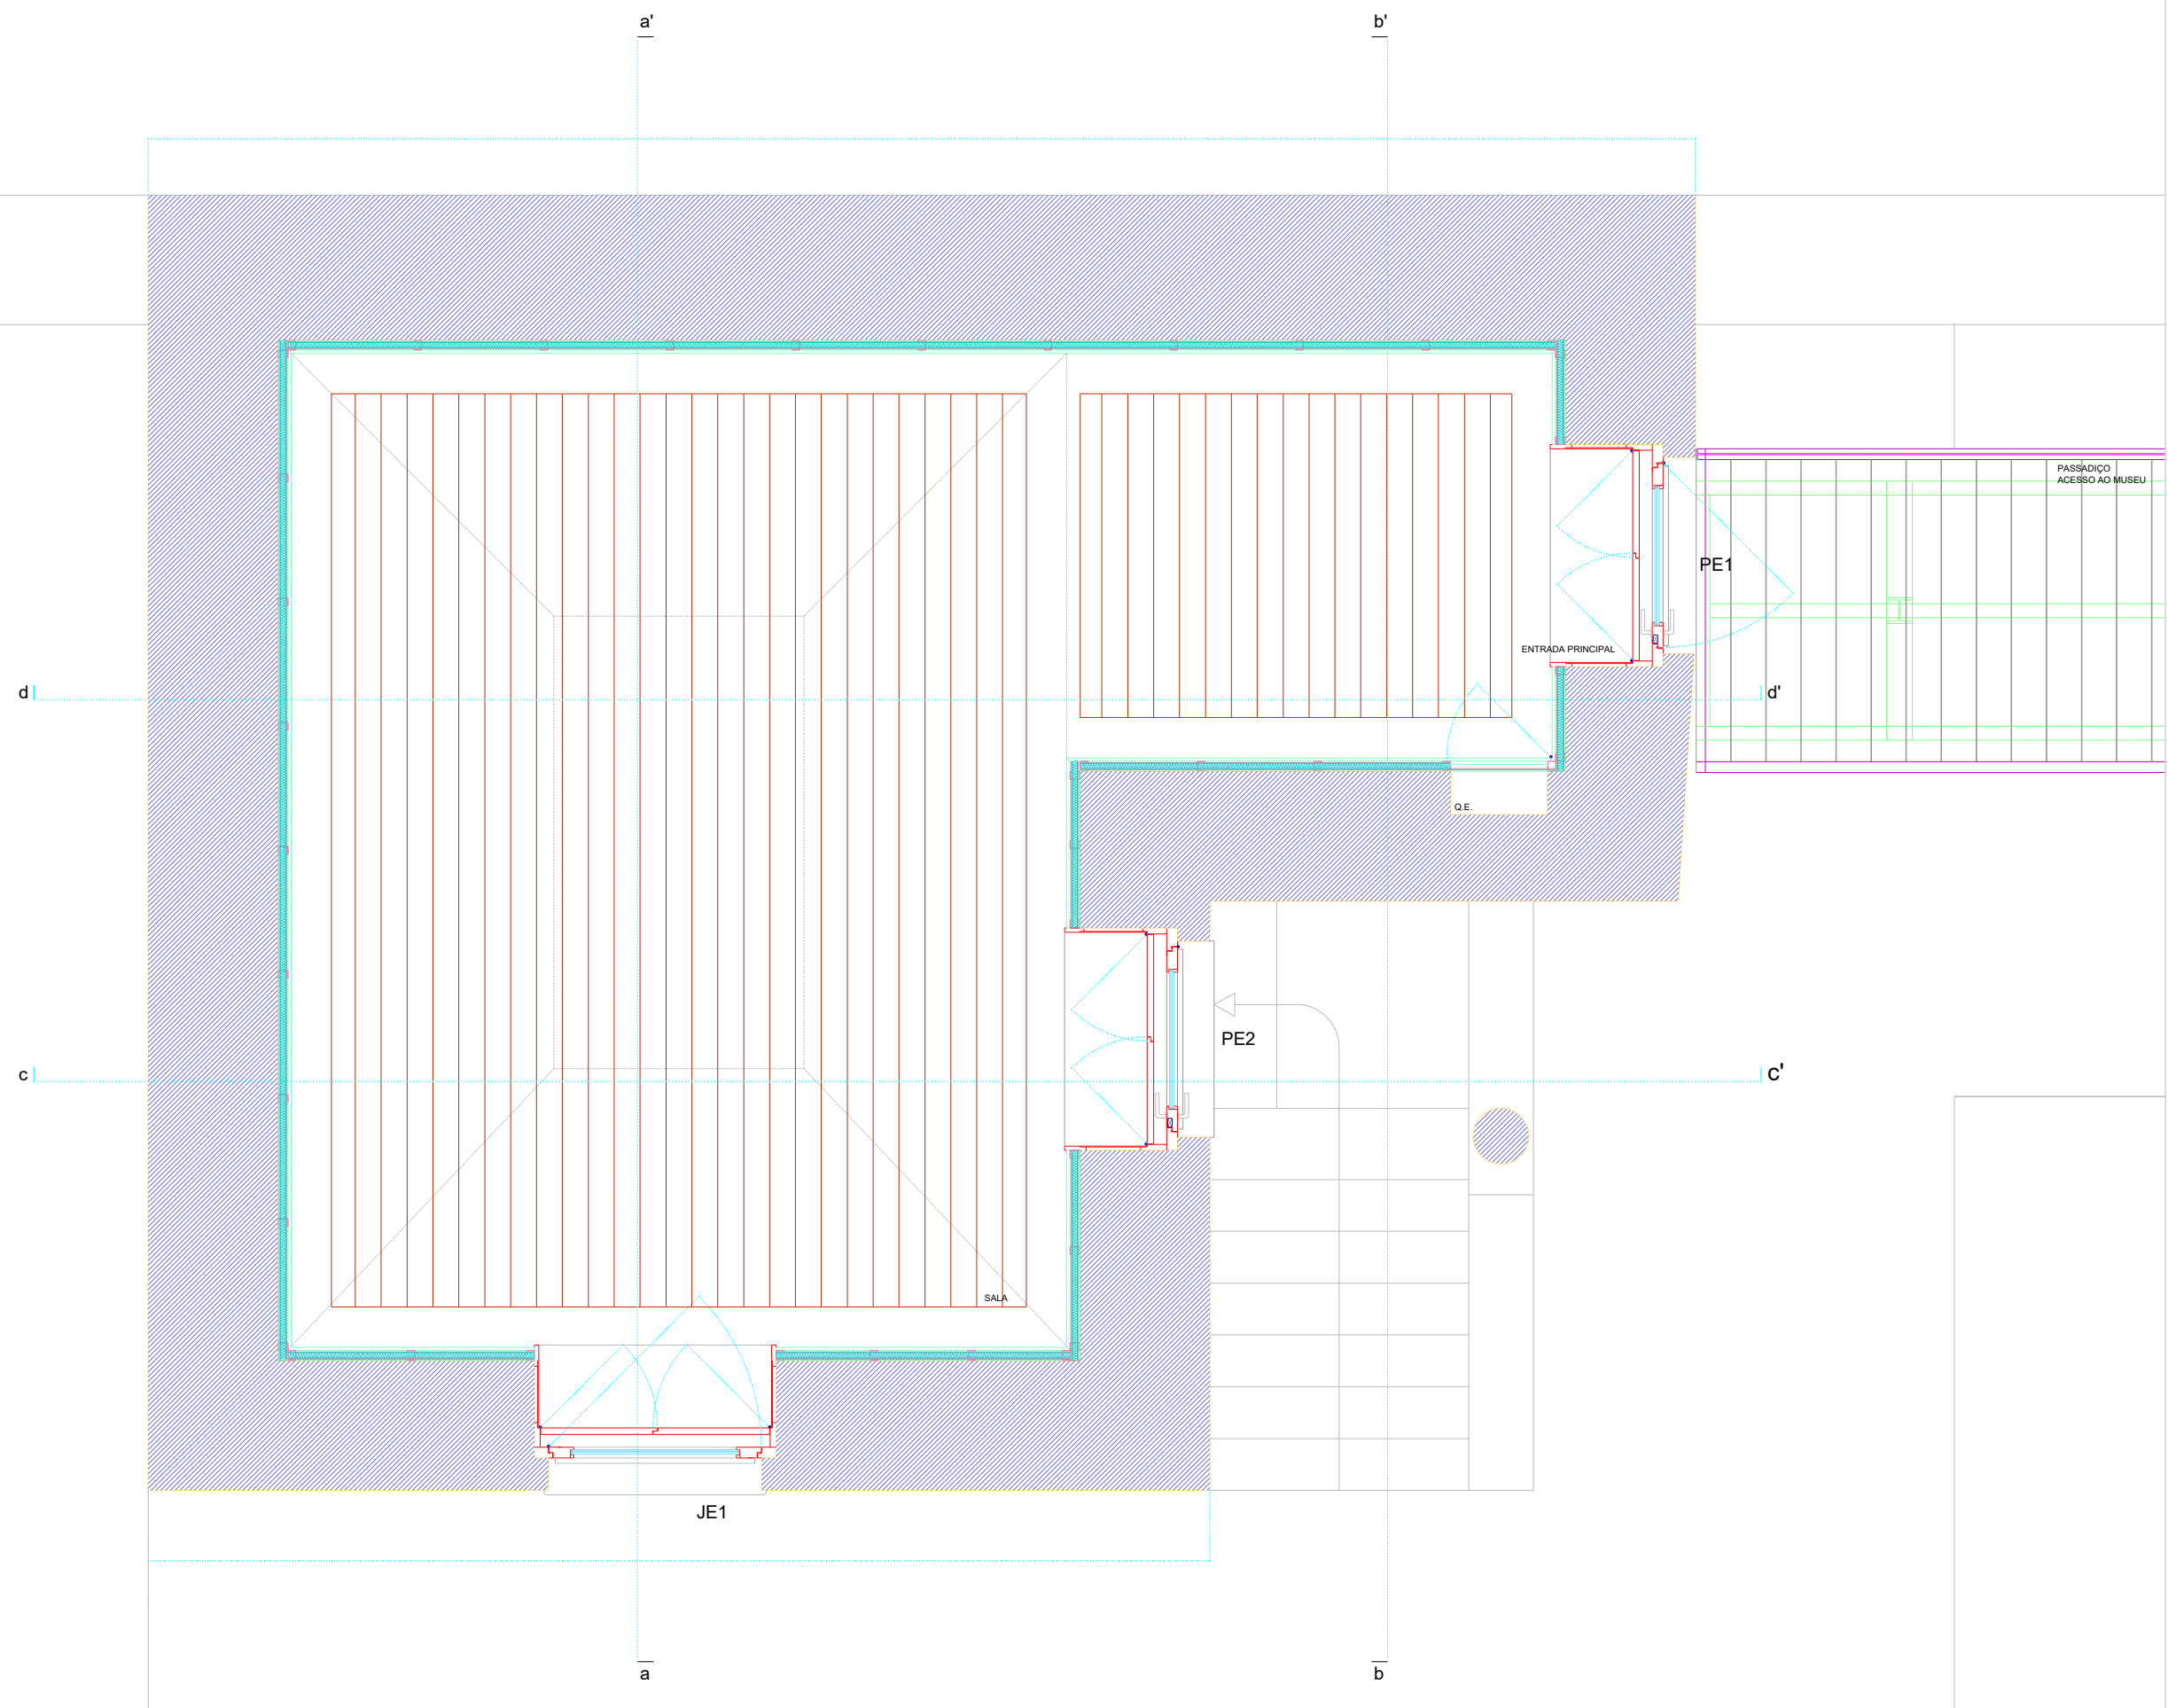 a'
b'
PASSADIÇO
ACESSO AO MUSEU
PE1
ENTRADA PRINCIPAL
d
d'
Q.E.
PE2
c
c'
SALA
JE1
a
b